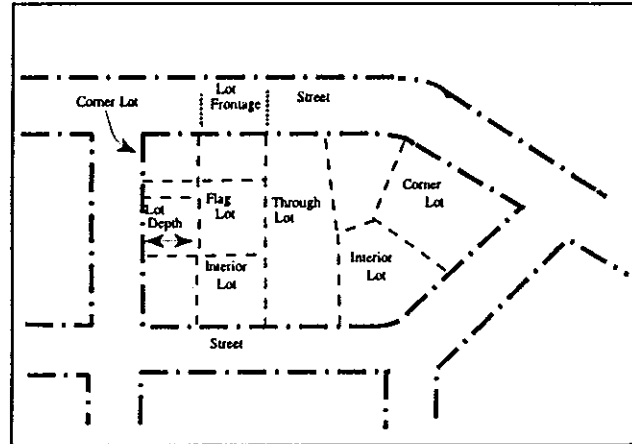 Lot
Frontage
Street
Corner Lot
Corner
Lot
Flag
Lot
Through
Lot
Lot
Depth
Interior
Lot
Interior
Lot
Street